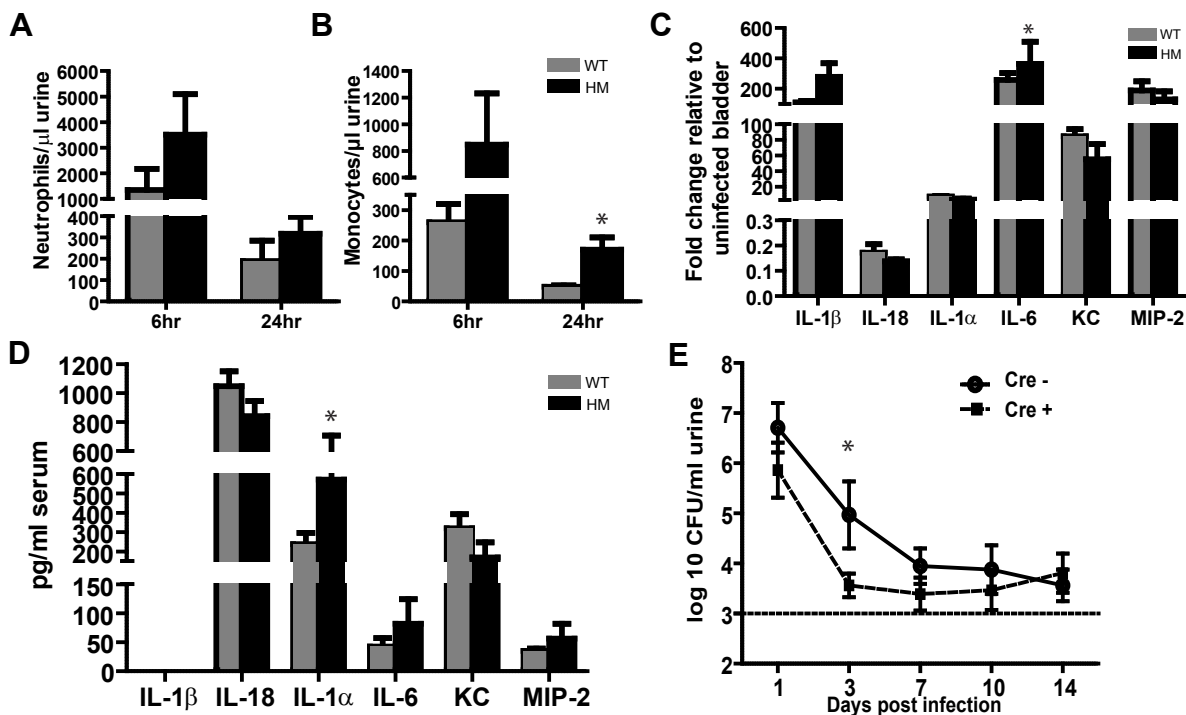 A
Neutrophils/μl urine
6000
5000
4000
3000
2000
1000
400
300
200
100
0
6hr
24hr
B
Monocytes/μl urine
1400
1200
1000
800
600
300
200
100
0
6hr
24hr
WT
HM
*
C
Fold change relative to
uninfected bladder
600
400
200
100
80
60
40
20
0.3
0.2
0.1
0.0
IL-1β
IL-18
IL-1α
IL-6
KC
MIP-2
WT
HM
*
D
pg/ml serum
1200
1000
800
600
600
500
400
300
200
150
100
50
0
IL-1β
IL-18
IL-1α
IL-6
KC
MIP-2
WT
HM
*
E
log 10 CFU/ml urine
8
7
6
5
4
3
2
1
3
7
10
14
Days post infection
Cre -
Cre +
*